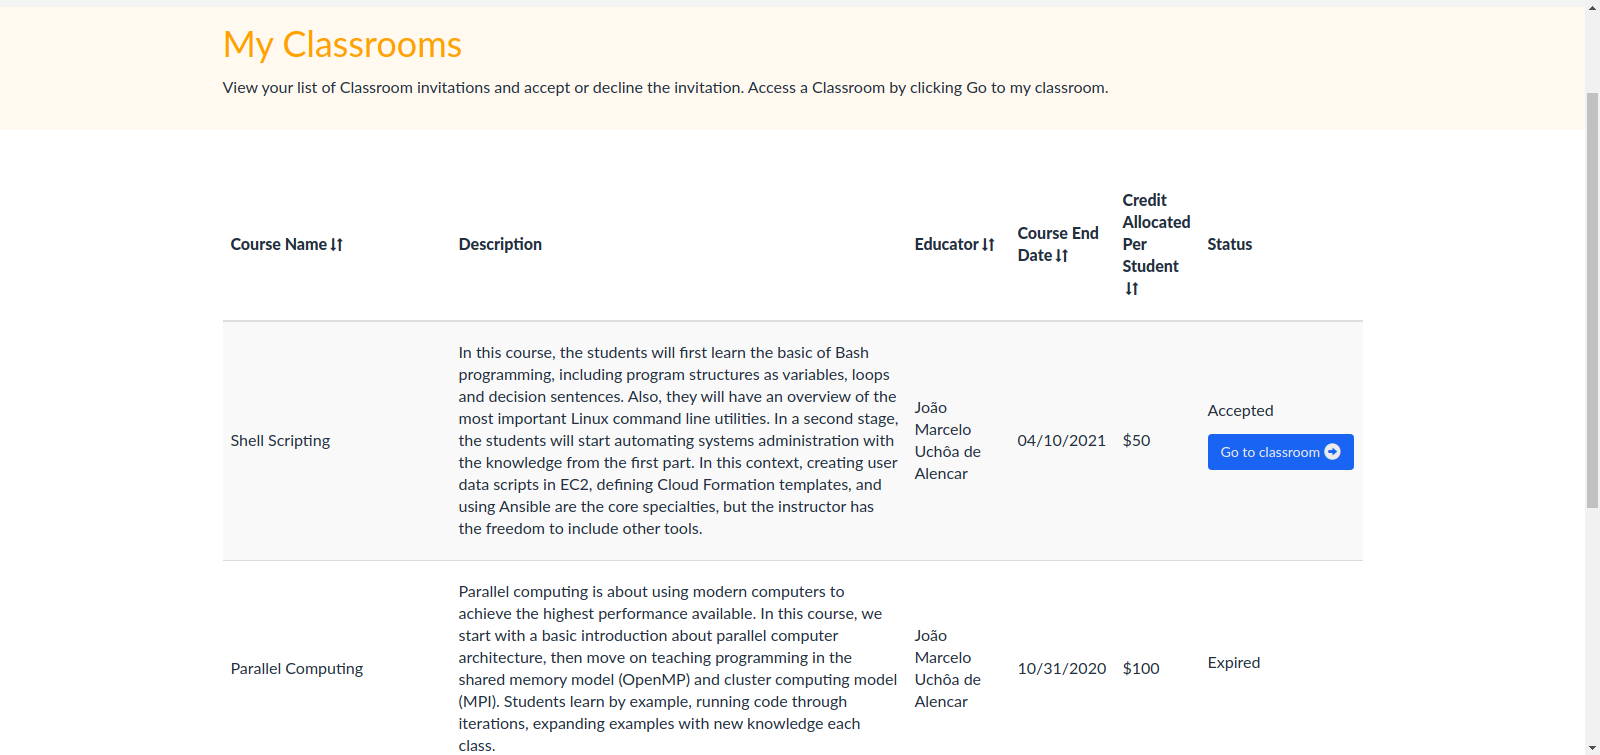 My Classrooms
View your list of Classroom invitations and accept or decline the invitation. Access a Classroom by clicking Go to my classroom.
Course Name
Description
Educator
Course End
Date
Credit
Allocated
Per
Student
Status
Shell Scripting
In this course, the students will first learn the basic of Bash
programming, including program structures as variables, loops
and decision sentences. Also, they will have an overview of the
most important Linux command line utilities. In a second stage,
the students will start automating systems administration with
the knowledge from the first part. In this context, creating user
data scripts in EC2, defining Cloud Formation templates, and
using Ansible are the core specialties, but the instructor has
the freedom to include other tools.
João
Marcelo
Uchôa de
Alencar
04/10/2021
$50
Accepted
Go to classroom
Parallel Computing
Parallel computing is about using modern computers to
achieve the highest performance available. In this course, we
start with a basic introduction about parallel computer
architecture, then move on teaching programming in the
shared memory model (OpenMP) and cluster computing model
(MPI). Students learn by example, running code through
iterations, expanding examples with new knowledge each
class.
João
Marcelo
Uchôa de
Alencar
10/31/2020
$100
Expired